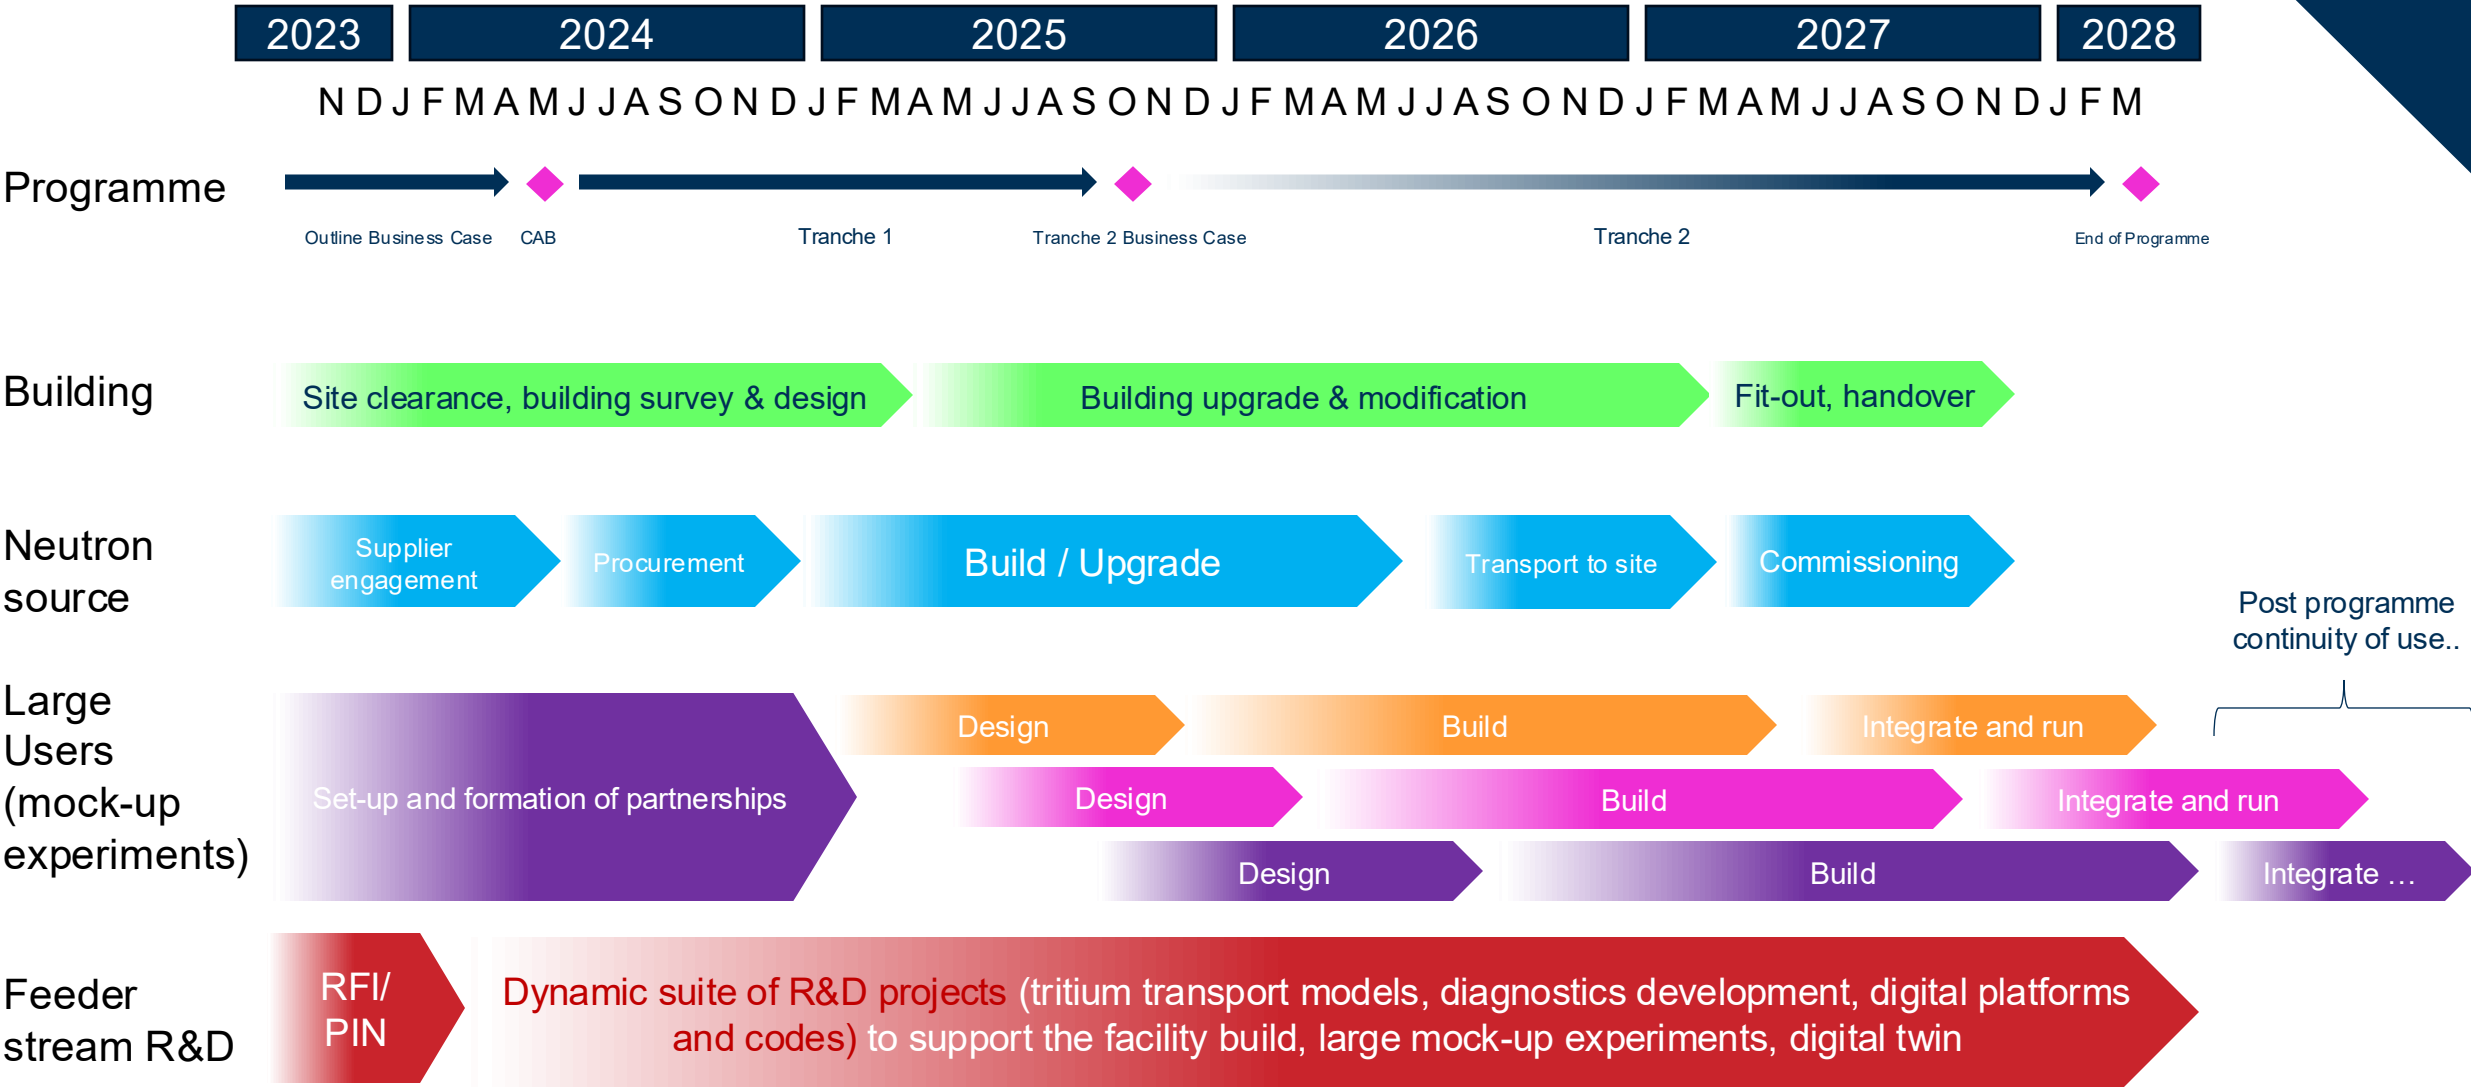 2023 2024 2025 2026 2027 2028
N D J F M A M J J A S O N D J F M A M J J A S O N D J F M A M J J A S O N D J F M A M J J A S O N D J F M
Programme
Outline Business Case CAB Tranche 1 Tranche 2 Business Case Tranche 2 End of Programme
Building
Site clearance, building survey & design Building upgrade & modification Fit-out, handover
Neutron
source
Supplier
engagement
Procurement
Build / Upgrade
Transport to site
Commissioning
Post programme
continuity of use..
Large
Users
(mock-up
experiments)
Set-up and formation of partnerships
Design Build Integrate and run
Design Build Integrate and run
Design Build Integrate …
Feeder
stream R&D
RFI/
PIN
Dynamic suite of R&D projects (tritium transport models, diagnostics development, digital platforms
and codes) to support the facility build, large mock-up experiments, digital twin